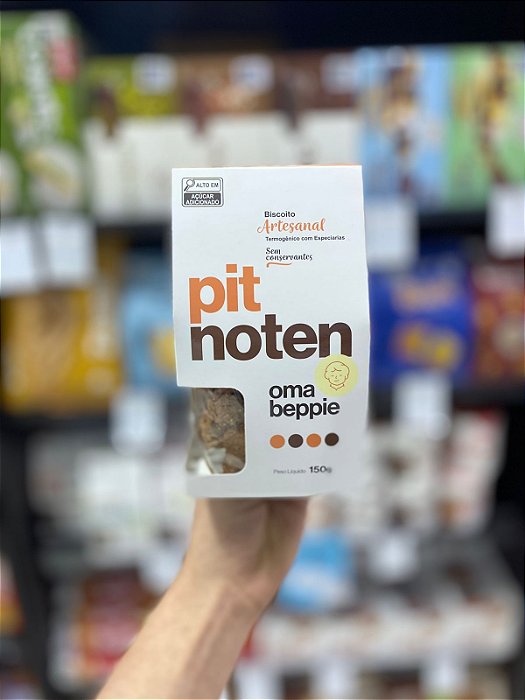 ALTO EM
AÇÚCAR
ADICIONADO
Biscoito
Artesanal
Termogênico com Especiarias
Sem
conservantes
pit
noten
oma
beppie
Peso Líquido 150g